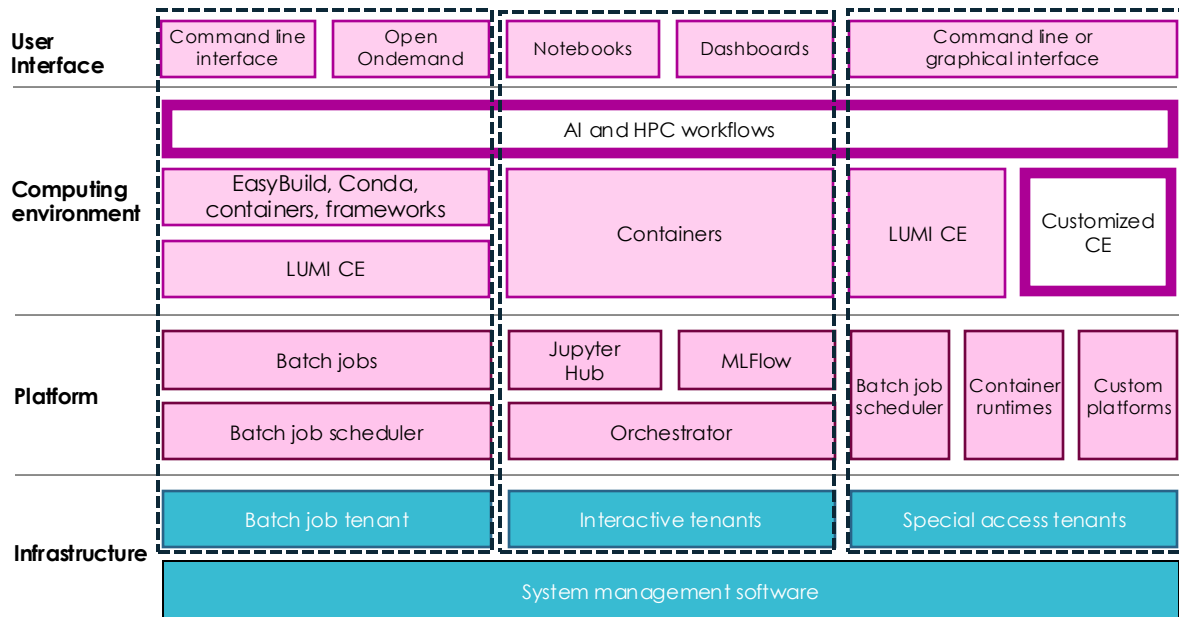 User
Interface
Command line
interface
Open
Ondemand
Notebooks
Dashboards
Command line or
graphical interface
AI and HPC workflows
Computing
environment
EasyBuild, Conda,
containers, frameworks
LUMI CE
Containers
LUMI CE
Customized
CE
Platform
Batch jobs
Batch job scheduler
Jupyter
Hub
MLFlow
Orchestrator
Batch job
scheduler
Container
runtimes
Custom
platforms
Infrastructure
Batch job tenant
Interactive tenants
Special access tenants
System management software